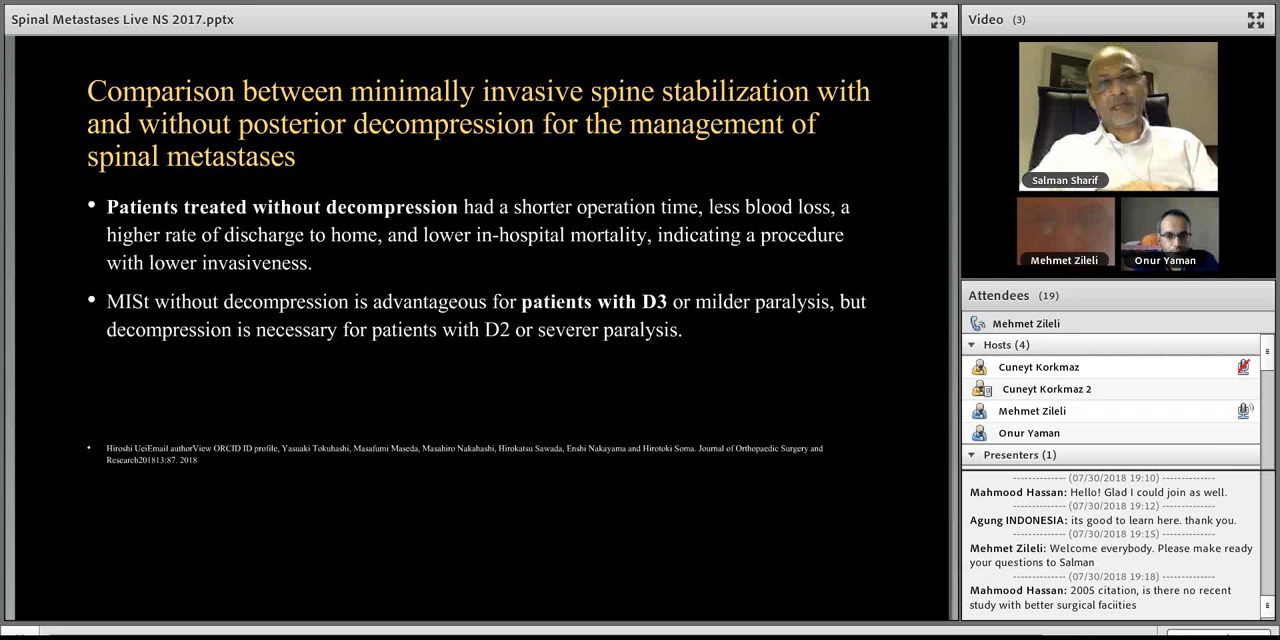 Spinal Metastases Live NS 2017.pptx
Comparison between minimally invasive spine stabilization with
and without posterior decompression for the management of
spinal metastases
• Patients treated without decompression had a shorter operation time, less blood loss, a
higher rate of discharge to home, and lower in-hospital mortality, indicating a procedure
with lower invasiveness.
• MISt without decompression is advantageous for patients with D3 or milder paralysis, but
decompression is necessary for patients with D2 or severer paralysis.
• Hiroshi UeiEmail authorView ORCID ID profile, Yasuaki Tokuhashi, Masafumi Maseda, Masahiro Nakahashi, Hirokatsu Sawada, Enshi Nakayama and Hirotoki Soma. Journal of Orthopaedic Surgery and
Research201813:87. 2018
Video (3)
Salman Sharif
Mehmet Zileli
Onur Yaman
Attendees (19)
Mehmet Zileli
Hosts (4)
Cuneyt Korkmaz
Cuneyt Korkmaz 2
Mehmet Zileli
Onur Yaman
Presenters (1)
-------------- (07/30/2018 19:10) --------------
Mahmood Hassan: Hello! Glad I could join as well.
-------------- (07/30/2018 19:12) --------------
Agung INDONESIA: its good to learn here. thank you.
-------------- (07/30/2018 19:15) --------------
Mehmet Zileli: Welcome everybody. Please make ready
your questions to Salman
-------------- (07/30/2018 19:18) --------------
Mahmood Hassan: 2005 citation, is there no recent
study with better surgical faciities